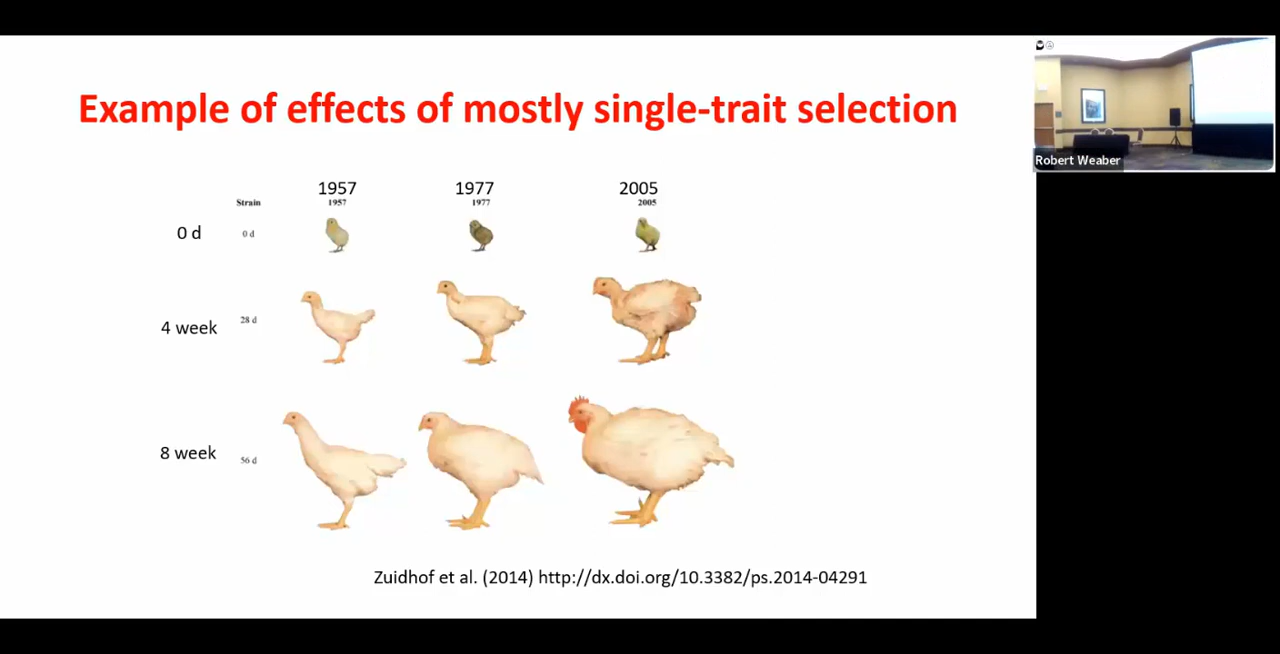 Example of effects of mostly single-trait selection
1957 1977 2005
Strain 1957 1977 2005
0 d 0 d
4 week 28 d
8 week 56 d
Zuidhof et al. (2014) http://dx.doi.org/10.3382/ps.2014-04291
Robert Weaber